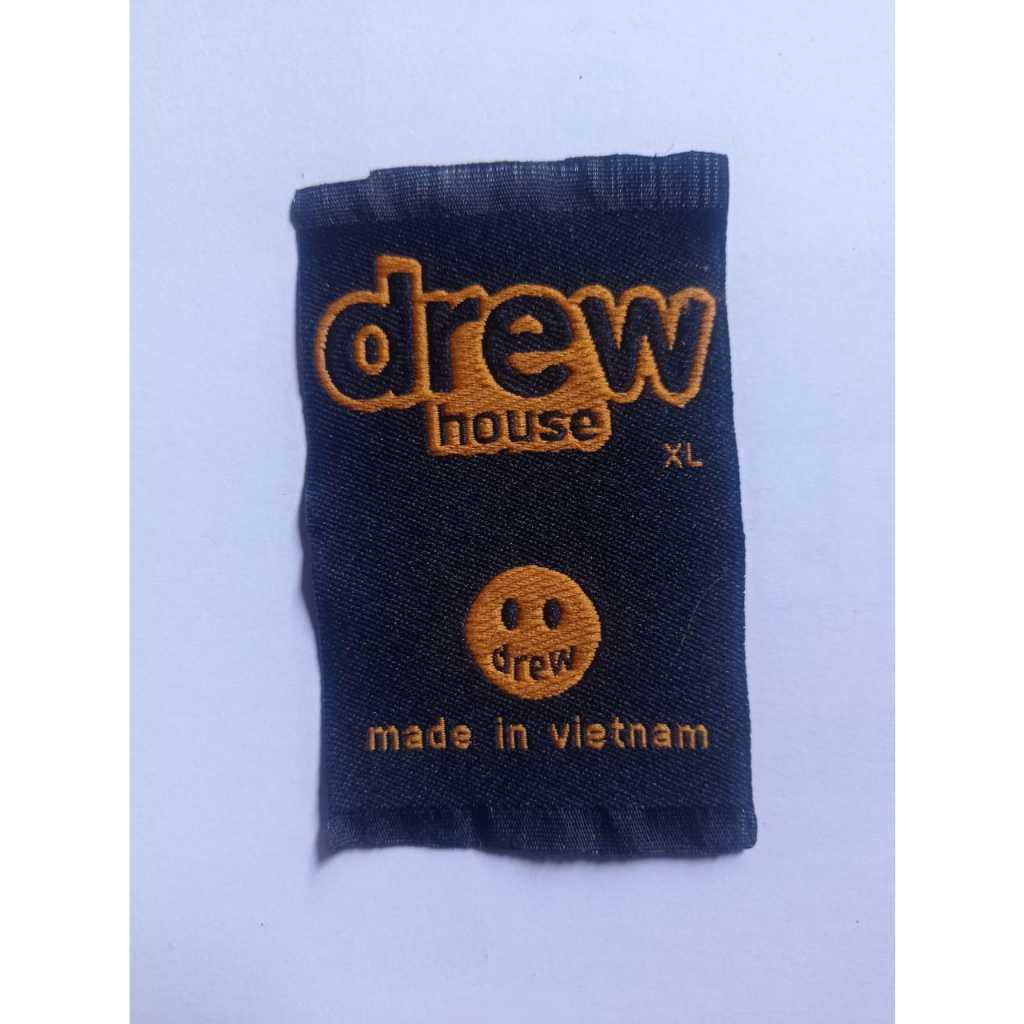 drew
house
XL
drew
made in vietnam